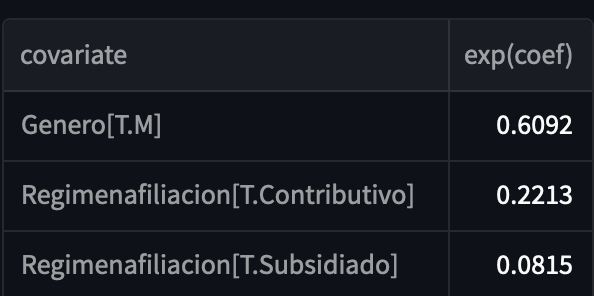 covariate exp(coef)
Genero[T.M] 0.6092
Regimenafiliacion[T.Contributivo] 0.2213
Regimenafiliacion[T.Subsidiado] 0.0815